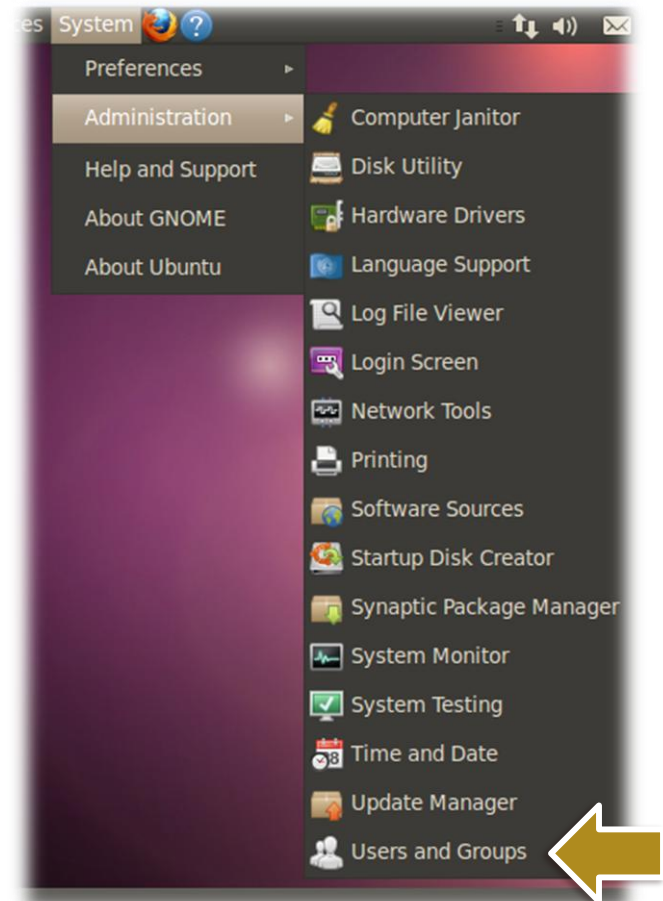 es System ?
Preferences
Administration
Help and Support
About GNOME
About Ubuntu
Computer Janitor
Disk Utility
Hardware Drivers
Language Support
Log File Viewer
Login Screen
Network Tools
Printing
Software Sources
Startup Disk Creator
Synaptic Package Manager
System Monitor
System Testing
Time and Date
Update Manager
Users and Groups